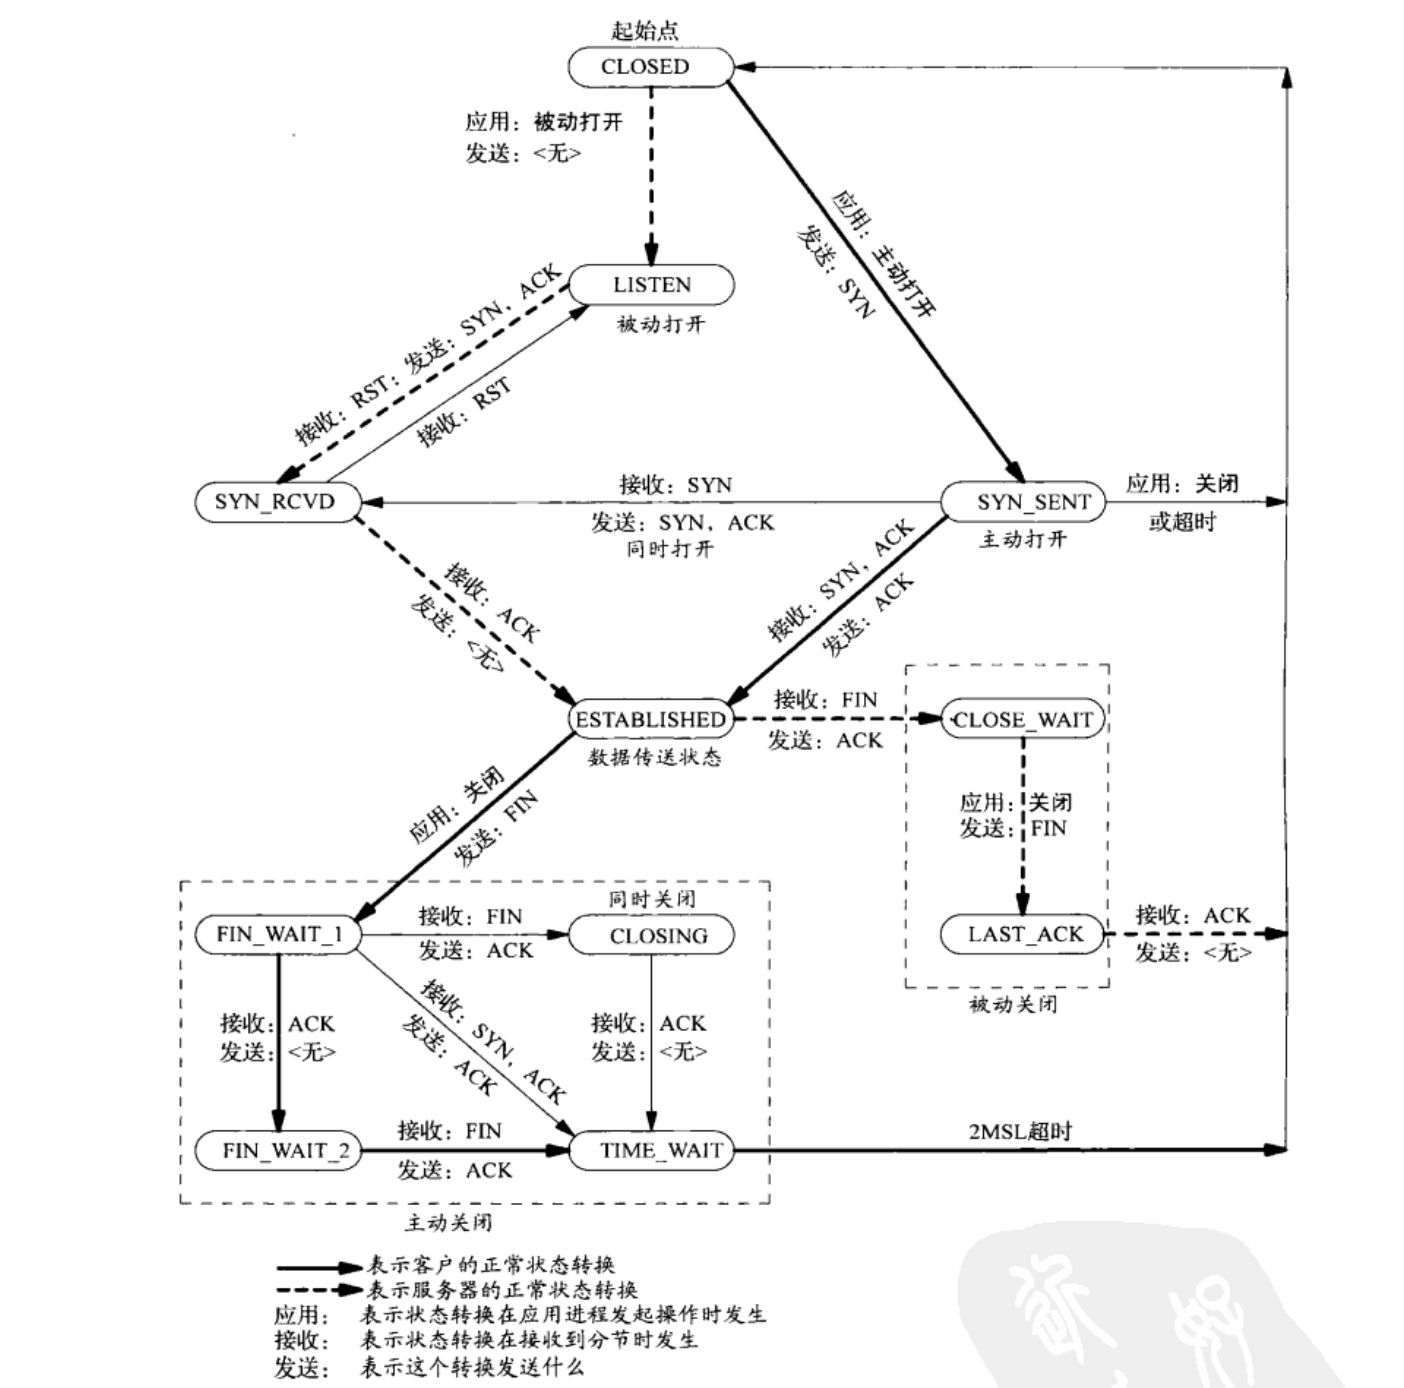 起始点
CLOSED
应用：被动打开
发送：<无>
应用：主动打开
发送：SYN
LISTEN
被动打开
接收：RST；发送：SYN，ACK
接收：RST
SYN_RCVD
接收：SYN
发送：SYN，ACK
同时打开
SYN_SENT
主动打开
应用：关闭
或超时
接收：ACK
发送：<无>
接收：SYN，ACK
发送：ACK
ESTABLISHED
数据传送状态
接收：FIN
发送：ACK
CLOSE_WAIT
应用：关闭
发送：FIN
应用：关闭
发送：FIN
LAST_ACK
接收：ACK
发送：<无>
被动关闭
同时关闭
FIN_WAIT_1
接收：FIN
发送：ACK
CLOSING
接收：ACK
发送：<无>
接收：SYN，ACK
发送：ACK
接收：ACK
发送：<无>
FIN_WAIT_2
接收：FIN
发送：ACK
TIME_WAIT
2MSL超时
主动关闭
表示客户的正常状态转换
表示服务器的正常状态转换
应用： 表示状态转换在应用进程发起操作时发生
接收： 表示状态转换在接收到分节时发生
发送： 表示这个转换发送什么